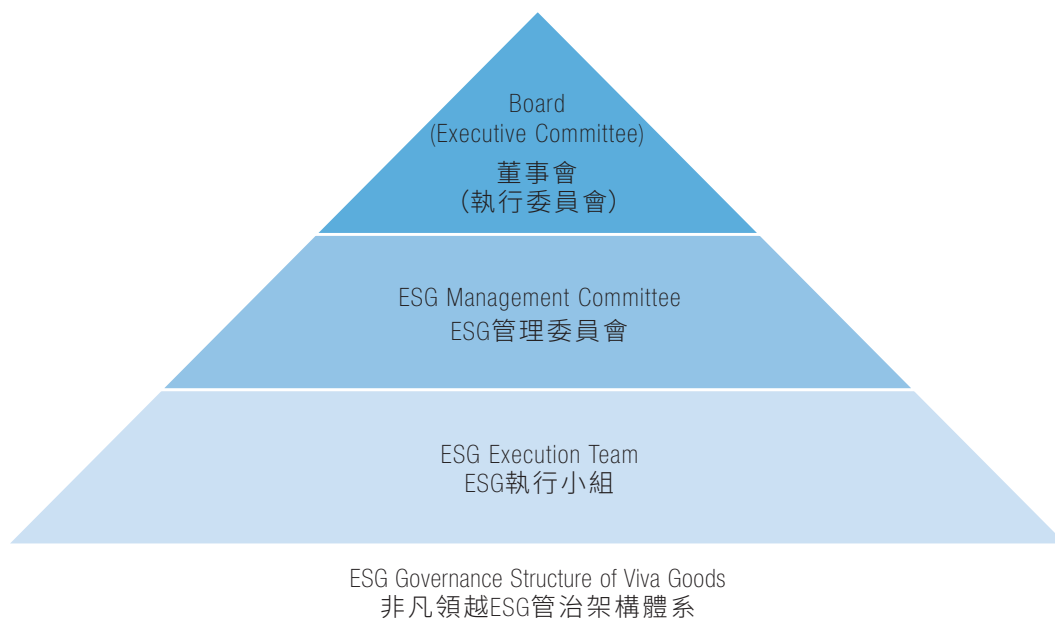 Board
(Executive Committee)
董事會
（執行委員會）
ESG Management Committee
ESG管理委員會
ESG Execution Team
ESG執行小組
ESG Governance Structure of Viva Goods
非凡領越ESG管治架構體系